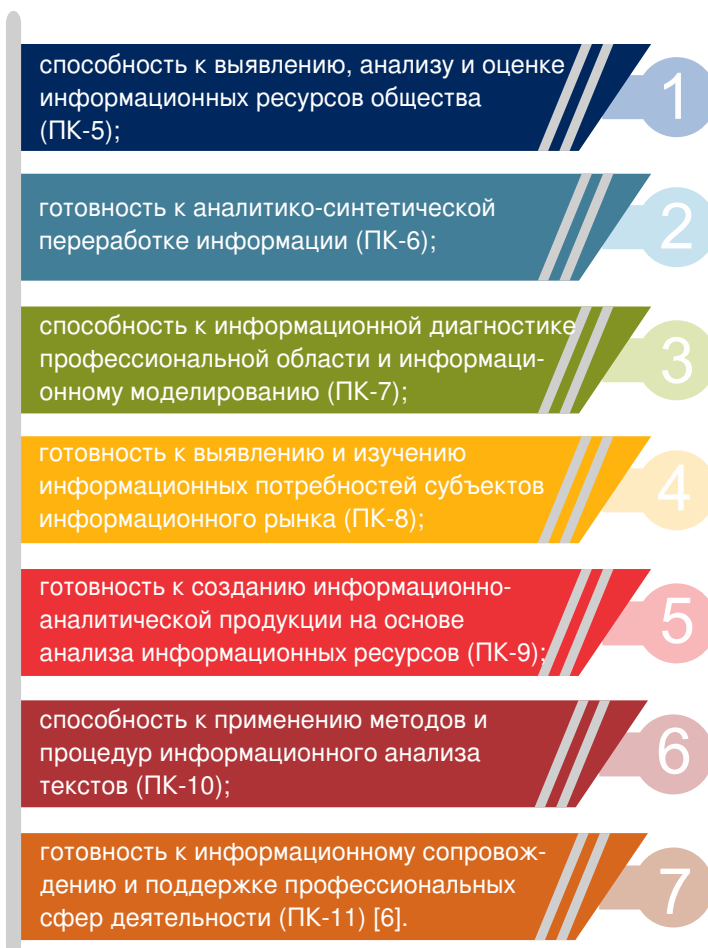 способность к выявлению, анализу и оценке
информационных ресурсов общества
(ПК-5);
1
готовность к аналитико-синтетической
переработке информации (ПК-6);
2
способность к информационной диагностике
профессиональной области и информаци-
онному моделированию (ПК-7);
3
готовность к выявлению и изучению
информационных потребностей субъектов
информационного рынка (ПК-8);
4
готовность к созданию информационно-
аналитической продукции на основе
анализа информационных ресурсов (ПК-9);
5
способность к применению методов и
процедур информационного анализа
текстов (ПК-10);
6
готовность к информационному сопровож-
дению и поддержке профессиональных
сфер деятельности (ПК-11) [6].
7